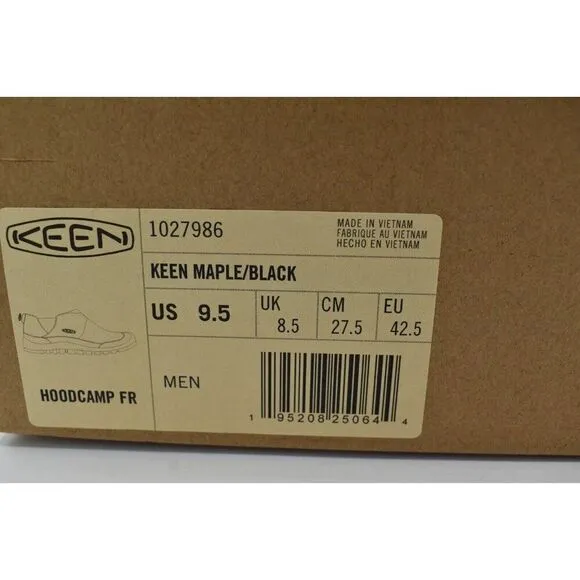 KEEN
1027986
MADE IN VIETNAM
FABRIQUE AU VIETNAM
HECHO EN VIETNAM
KEEN MAPLE/BLACK
US 9.5
UK 8.5
CM 27.5
EU 42.5
KEEN
HOODCAMP FR
MEN
1 95208 25064 4